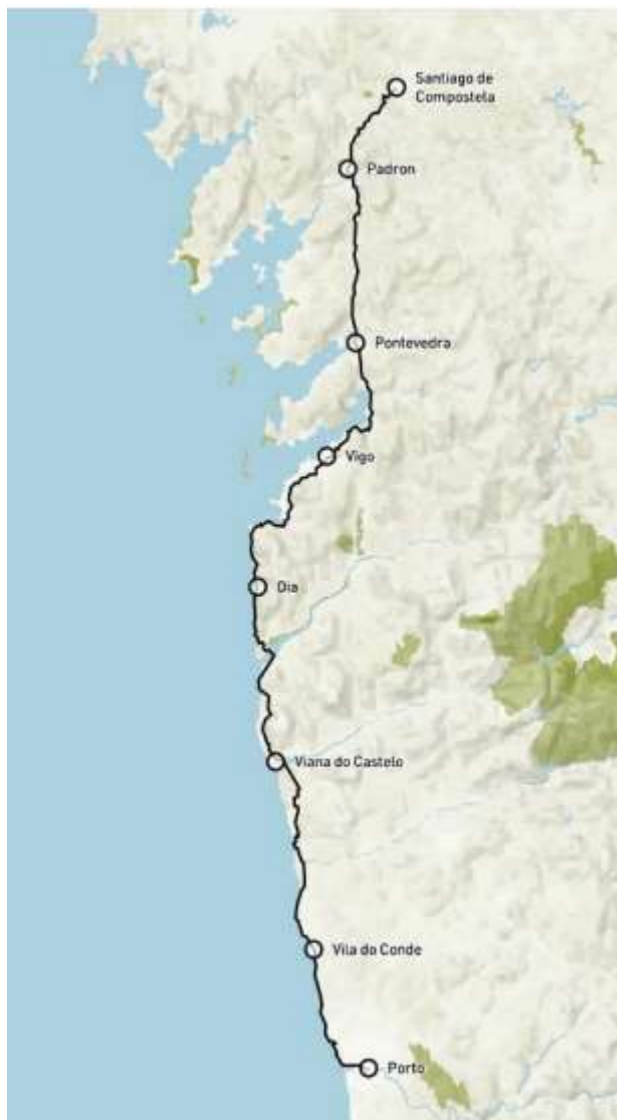 Santiago de
Compostela
Padron
Pontevedra
Vigo
Oia
Viana do Castelo
Vila do Conde
Porto